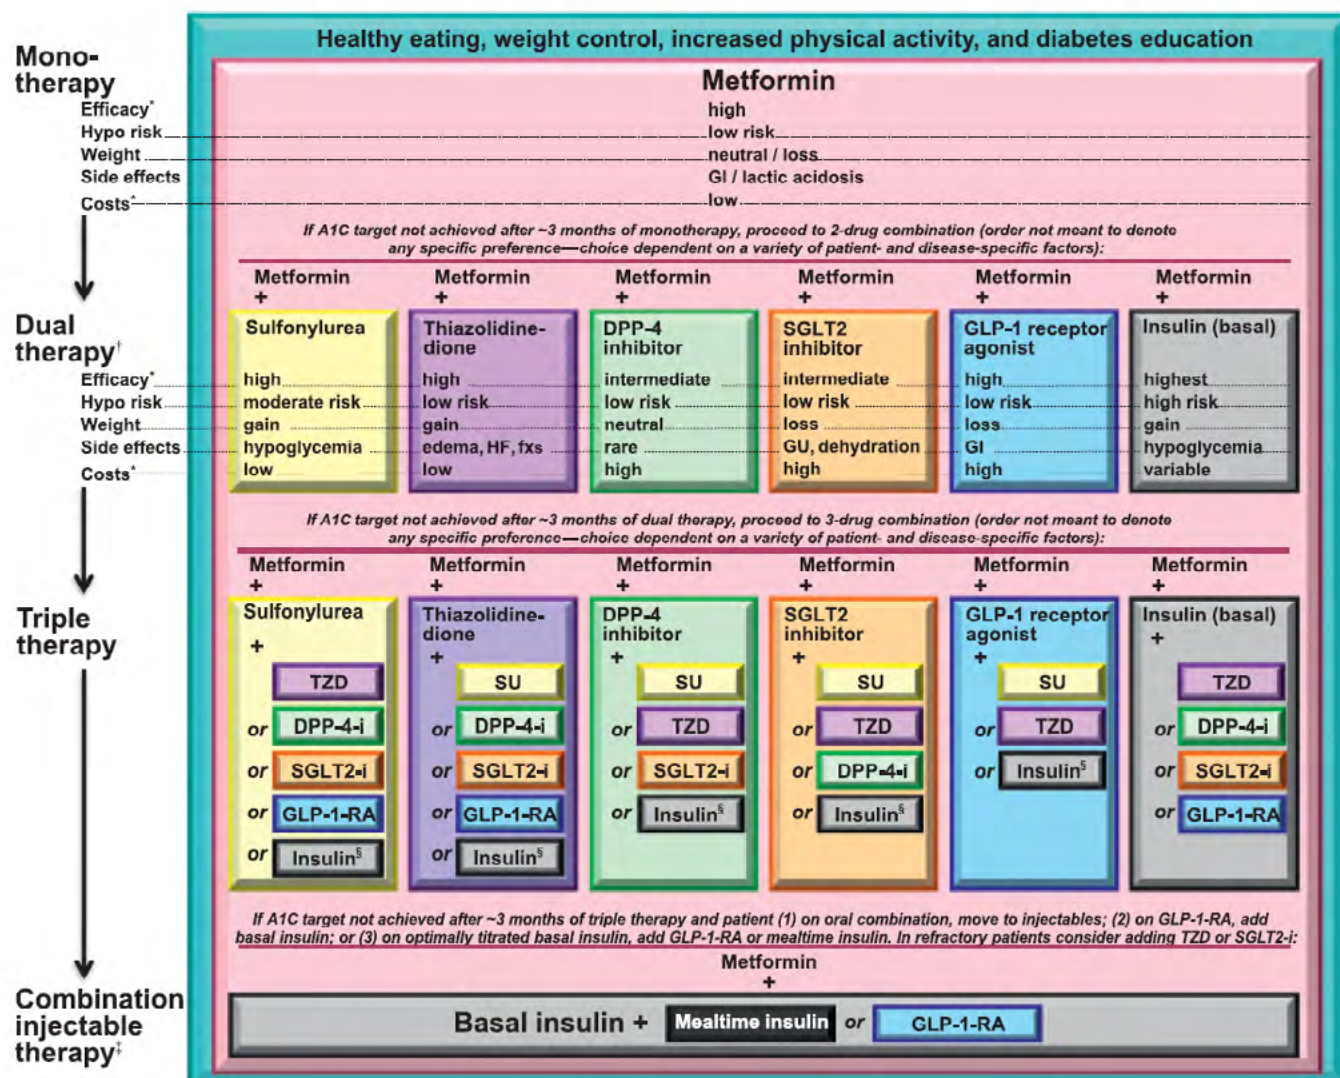 Healthy eating, weight control, increased physical activity, and diabetes education
Mono-
therapy
Metformin
Efficacy* high
Hypo risk low risk
Weight neutral / loss
Side effects GI / lactic acidosis
Costs* low
If A1C target not achieved after ~3 months of monotherapy, proceed to 2-drug combination (order not meant to denote
any specific preference—choice dependent on a variety of patient- and disease-specific factors):
Metformin Metformin Metformin Metformin Metformin Metformin
+ + + + + +
Dual
therapy†
Sulfonylurea Thiazolidine- DPP-4 SGLT2 GLP-1 receptor Insulin (basal)
dione inhibitor inhibitor agonist
Efficacy* high high intermediate intermediate high highest
Hypo risk moderate risk low risk low risk low risk low risk high risk
Weight gain gain neutral loss loss gain
Side effects hypoglycemia edema, HF, fxs rare GU, dehydration GI hypoglycemia
Costs* low low high high high variable
If A1C target not achieved after ~3 months of dual therapy, proceed to 3-drug combination (order not meant to denote
any specific preference—choice dependent on a variety of patient- and disease-specific factors):
Metformin Metformin Metformin Metformin Metformin Metformin
+ + + + + +
Triple
therapy
Sulfonylurea Thiazolidine- DPP-4 SGLT2 GLP-1 receptor Insulin (basal)
dione inhibitor inhibitor agonist
+ + + + + +
TZD SU SU SU SU TZD
or DPP-4-i or DPP-4-i or TZD or TZD or TZD or DPP-4-i
or SGLT2-i or SGLT2-i or SGLT2-i or DPP-4-i or Insulin§ or SGLT2-i
or GLP-1-RA or GLP-1-RA or Insulin§ or Insulin§ or GLP-1-RA
or Insulin§ or Insulin§
If A1C target not achieved after ~3 months of triple therapy and patient (1) on oral combination, move to injectables; (2) on GLP-1-RA, add
basal insulin; or (3) on optimally titrated basal insulin, add GLP-1-RA or mealtime insulin. In refractory patients consider adding TZD or SGLT2-i:
Metformin
+
Combination
injectable
therapy‡
Basal insulin + Mealtime insulin or GLP-1-RA